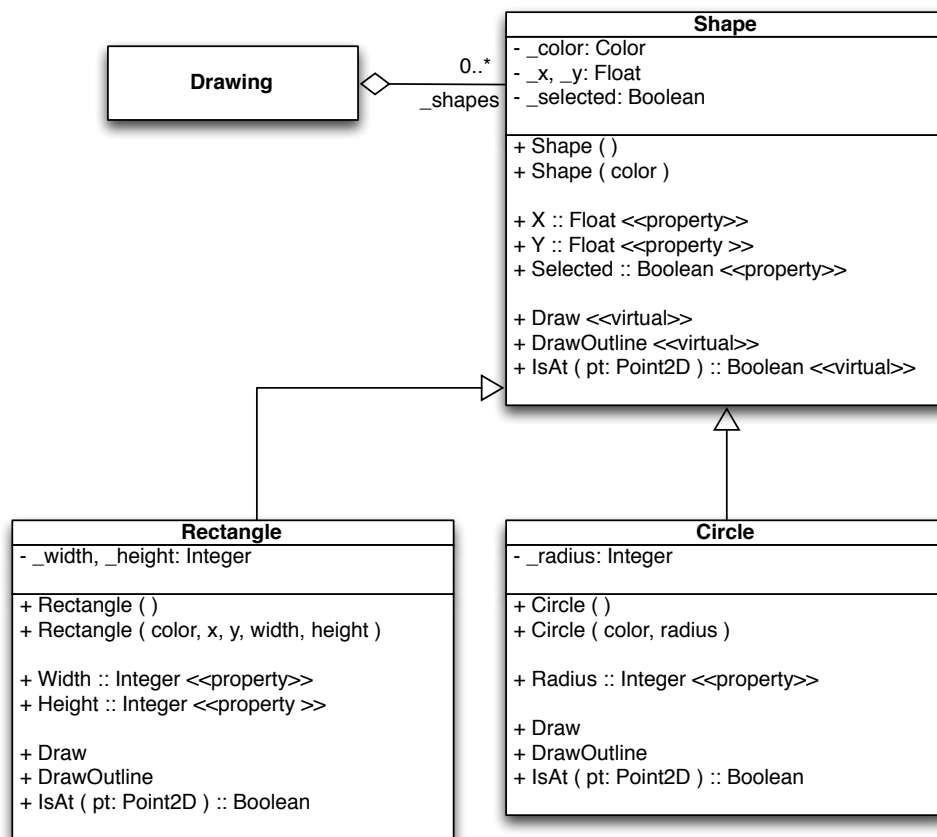 Drawing
0..*
_shapes
Shape
- _color: Color
- _x, _y: Float
- _selected: Boolean
+ Shape ( )
+ Shape ( color )
+ X :: Float <<property>>
+ Y :: Float <<property >>
+ Selected :: Boolean <<property>>
+ Draw <<virtual>>
+ DrawOutline <<virtual>>
+ IsAt ( pt: Point2D ) :: Boolean <<virtual>>
Rectangle
- _width, _height: Integer
+ Rectangle ( )
+ Rectangle ( color, x, y, width, height )
+ Width :: Integer <<property>>
+ Height :: Integer <<property >>
+ Draw
+ DrawOutline
+ IsAt ( pt: Point2D ) :: Boolean
Circle
- _radius: Integer
+ Circle ( )
+ Circle ( color, radius )
+ Radius :: Integer <<property>>
+ Draw
+ DrawOutline
+ IsAt ( pt: Point2D ) :: Boolean